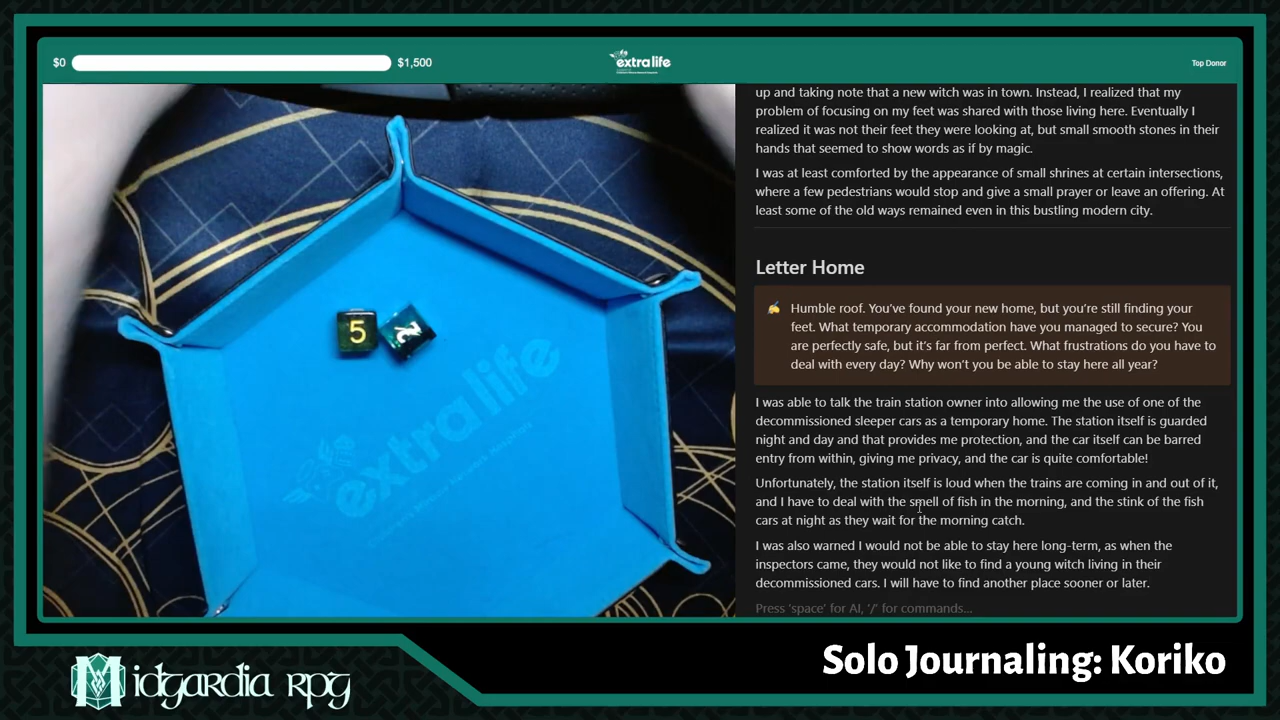 $0
$1,500
extralife
Top Donor
up and taking note that a new witch was in town. Instead, I realized that my
problem of focusing on my feet was shared with those living here. Eventually I
realized it was not their feet they were looking at, but small smooth stones in their
hands that seemed to show words as if by magic.
I was at least comforted by the appearance of small shrines at certain intersections,
where a few pedestrians would stop and give a small prayer or leave an offering. At
least some of the old ways remained even in this bustling modern city.
Letter Home
Humble roof. You've found your new home, but you're still finding your
feet. What temporary accommodation have you managed to secure? You
are perfectly safe, but it's far from perfect. What frustrations do you have to
deal with every day? Why won't you be able to stay here all year?
I was able to talk the train station owner into allowing me the use of one of the
decommissioned sleeper cars as a temporary home. The station itself is guarded
night and day and that provides me protection, and the car itself can be barred
entry from within, giving me privacy, and the car is quite comfortable!
Unfortunately, the station itself is loud when the trains are coming in and out of it,
and I have to deal with the smell of fish in the morning, and the stink of the fish
cars at night as they wait for the morning catch.
I was also warned I would not be able to stay here long-term, as when the
inspectors came, they would not like to find a young witch living in their
decommissioned cars. I will have to find another place sooner or later.
Press 'space' for AI, '/' for commands...
5
2
extralife
Solo Journaling: Koriko
Midgardia RPG